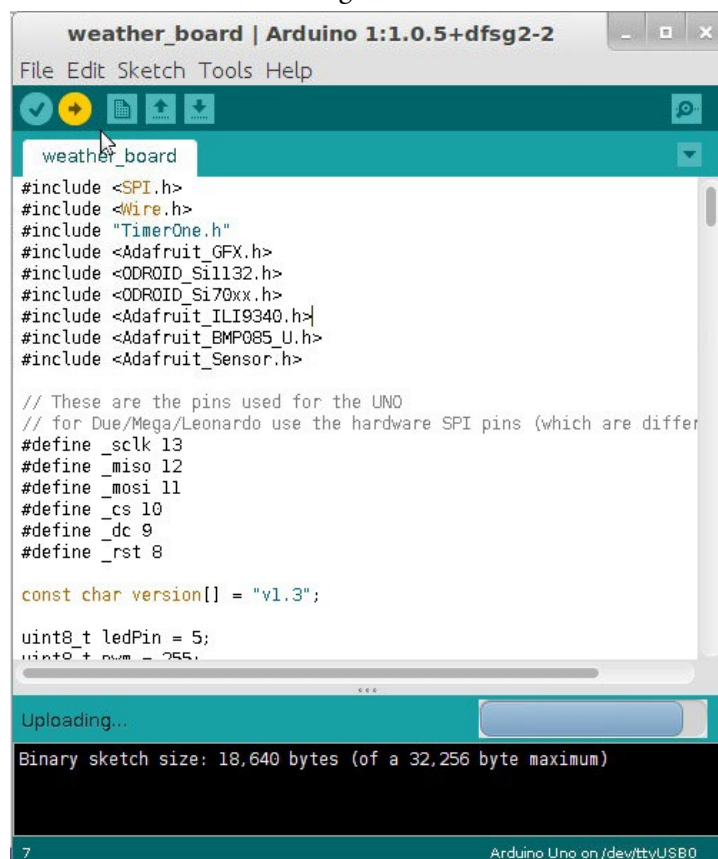 weather_board | Arduino 1:1.0.5+dfsg2-2
File Edit Sketch Tools Help
weather_board
#include <SPI.h>
#include <Wire.h>
#include "TimerOne.h"
#include <Adafruit_GFX.h>
#include <ODROID_Si1132.h>
#include <ODROID_Si70xx.h>
#include <Adafruit_ILI9340.h>
#include <Adafruit_BMP085_U.h>
#include <Adafruit_Sensor.h>
// These are the pins used for the UNO
// for Due/Mega/Leonardo use the hardware SPI pins (which are differ
#define _sclk 13
#define _miso 12
#define _mosi 11
#define _cs 10
#define _dc 9
#define _rst 8
const char version[] = "v1.3";
uint8_t ledPin = 5;
uint8_t pwm = 255;
Uploading...
Binary sketch size: 18,640 bytes (of a 32,256 byte maximum)
7 Arduino Uno on /dev/ttyUSB0